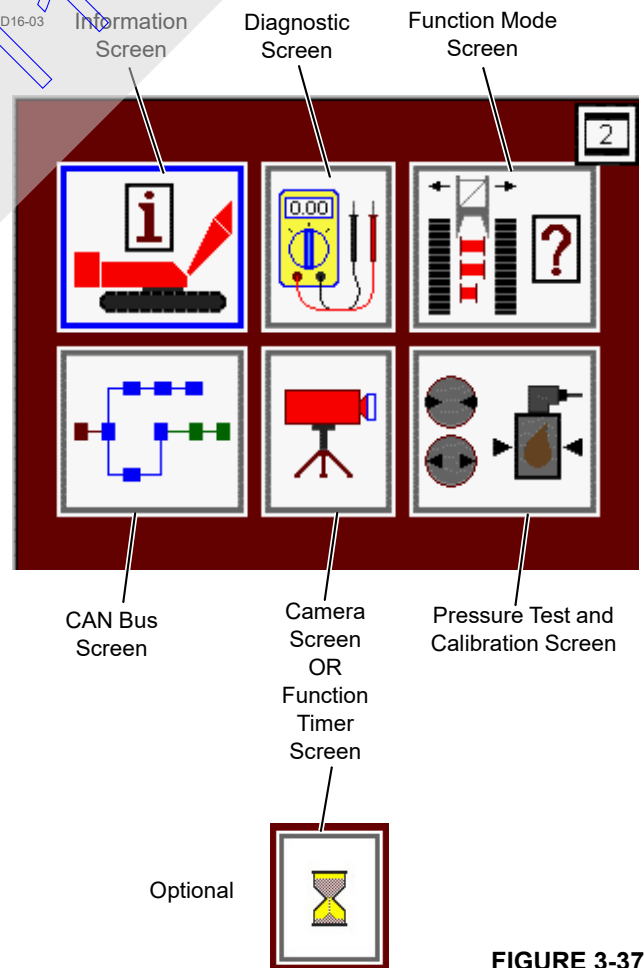 D16-03
Information
Screen
Diagnostic
Screen
Function Mode
Screen
2
i
0.00
?
CAN Bus
Screen
Camera
Screen
OR
Function
Timer
Screen
Pressure Test and
Calibration Screen
Optional
FIGURE 3-37